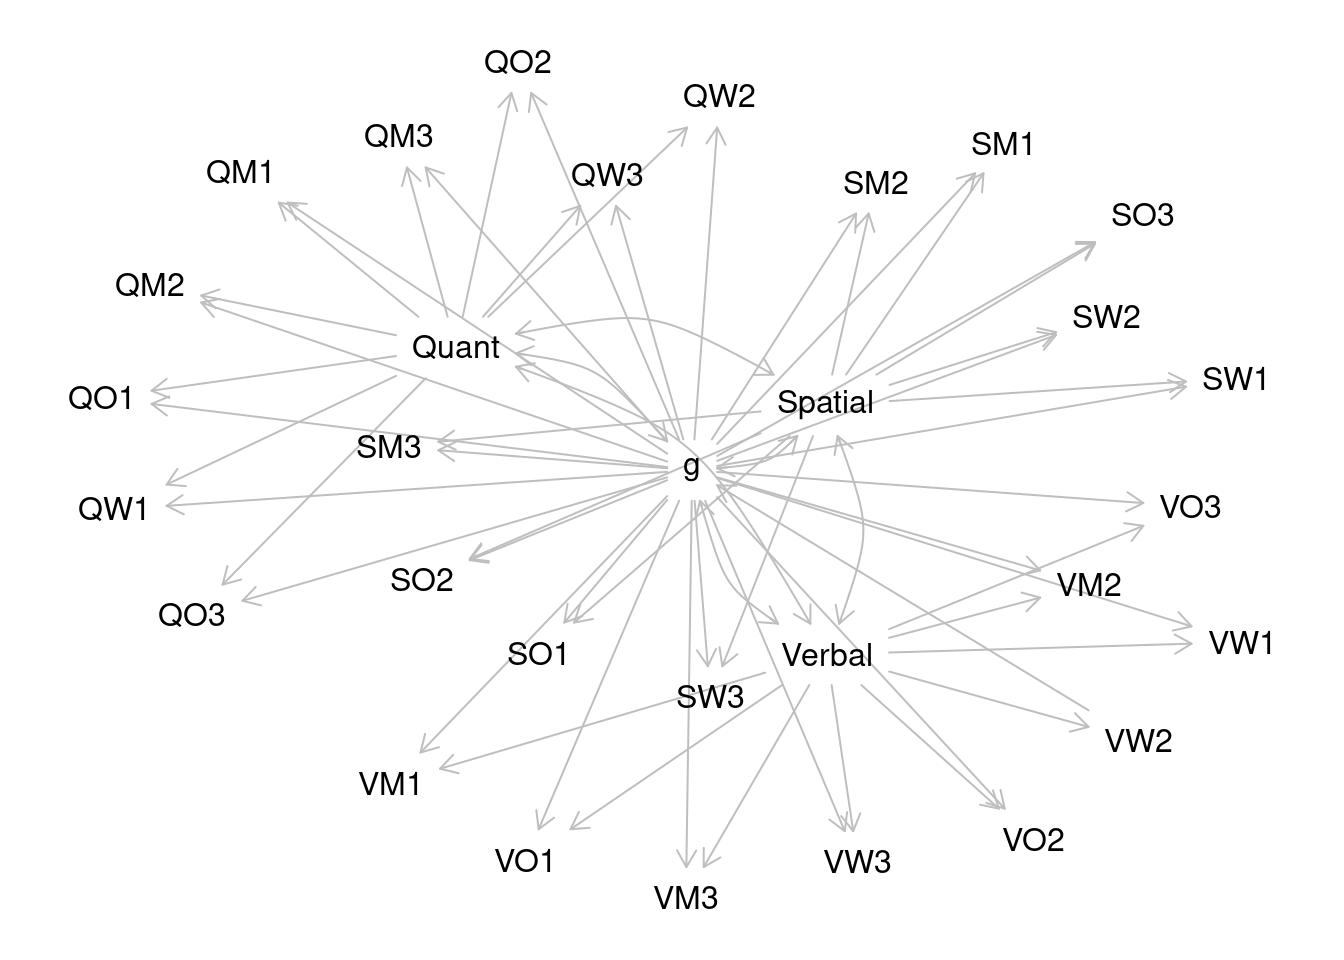 QO2
QW2
QM3
SM1
QM1
QW3
SM2
SO3
QM2
SW2
Quant
SW1
QO1
Spatial
SM3
g
QW1
VO3
SO2
VM2
QO3
VW1
SO1
Verbal
SW3
VW2
VM1
VO2
VO1
VW3
VM3